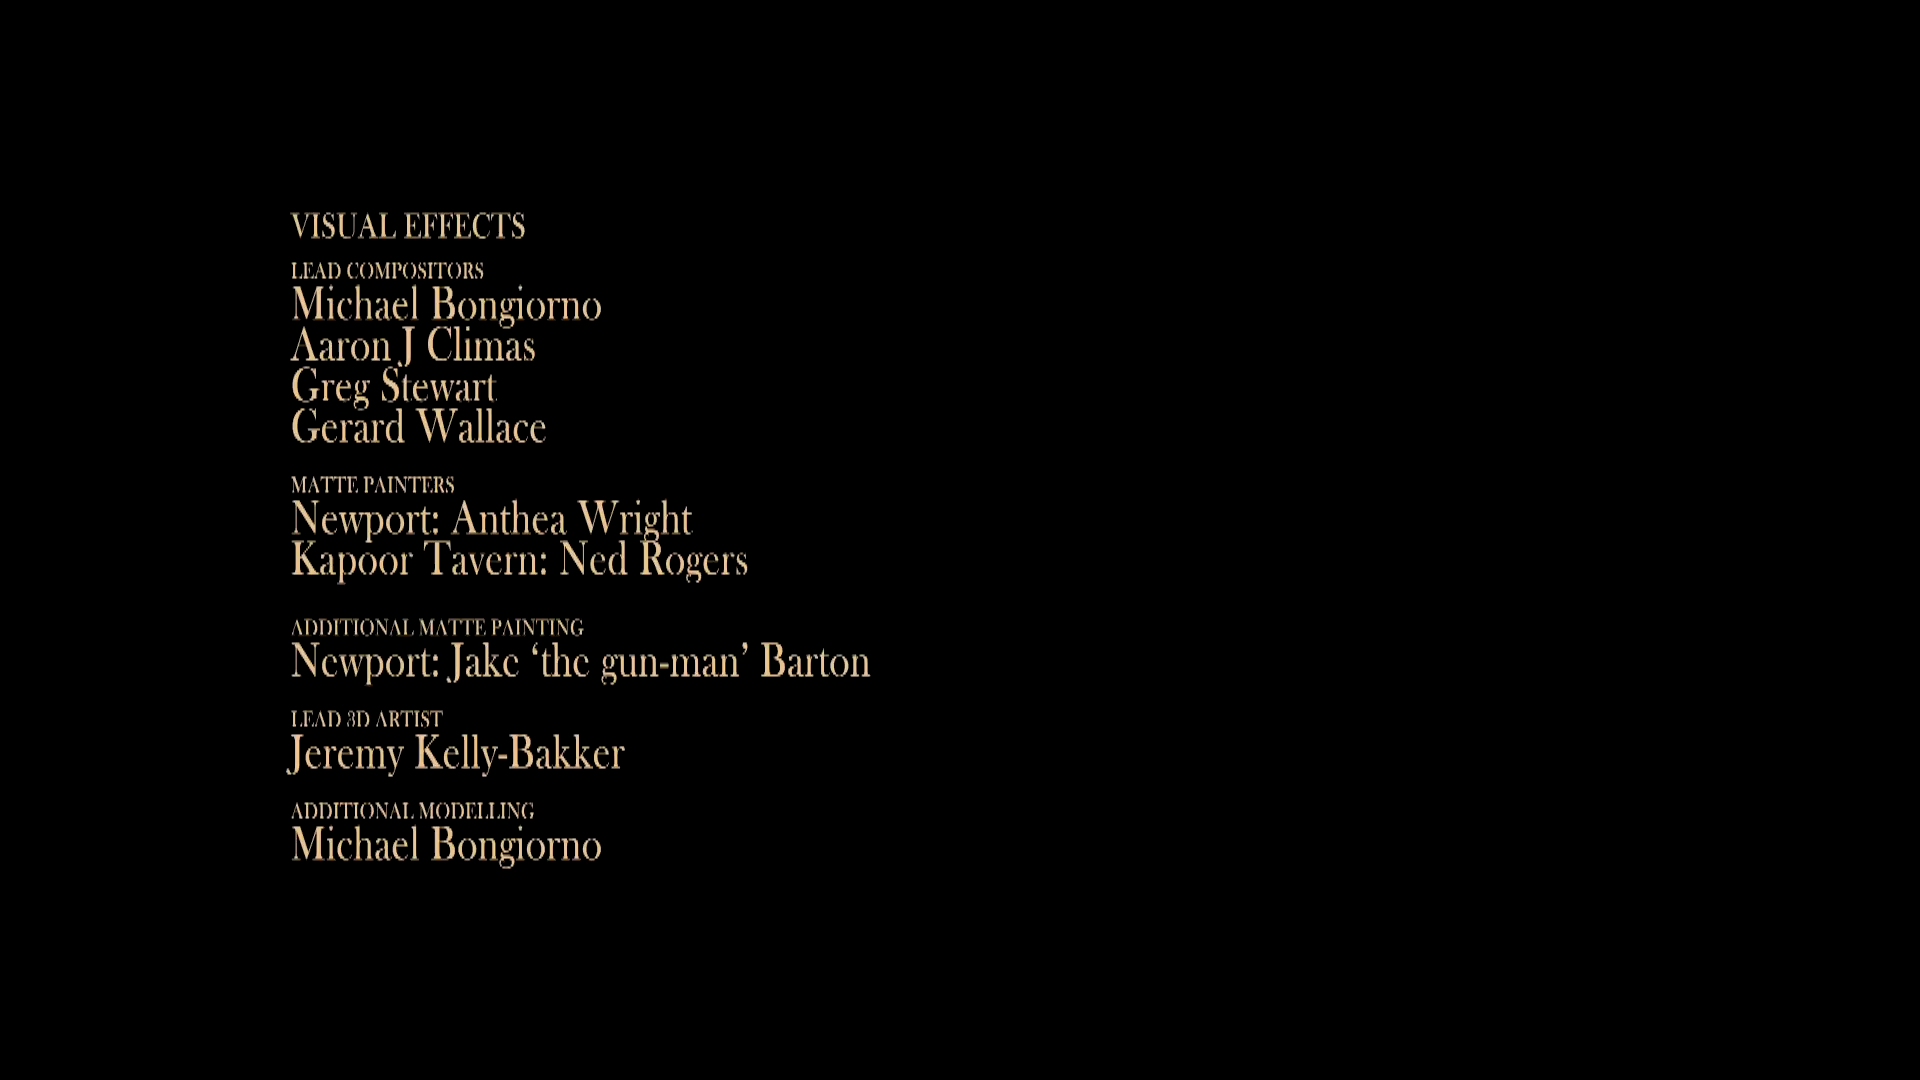 VISUAL EFFECTS
LEAD COMPOSITORS
Michael Bongiorno
Aaron J Climas
Greg Stewart
Gerard Wallace
MATTE PAINTERS
Newport: Anthea Wright
Kapoor Tavern: Ned Rogers
ADDITIONAL MATTE PAINTING
Newport: Jake ‘the gun-man’ Barton
LEAD 3D ARTIST
Jeremy Kelly-Bakker
ADDITIONAL MODELLING
Michael Bongiorno